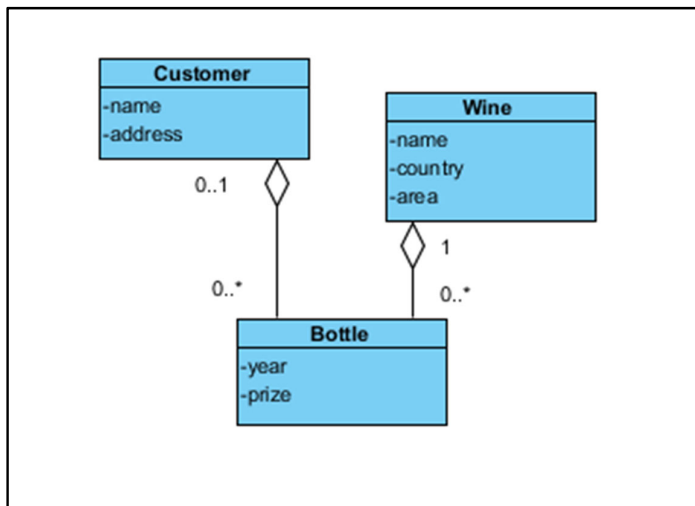 Customer
-name
-address
Wine
-name
-country
-area
0..1
1
0..*
0..*
Bottle
-year
-prize